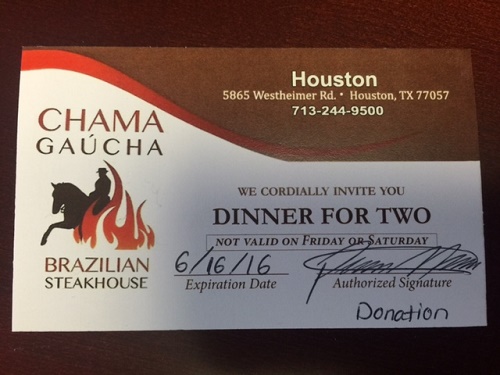 Houston
5865 Westheimer Rd. • Houston, TX 77057
713-244-9500
CHAMA
GAÚCHA
BRAZILIAN
STEAKHOUSE
WE CORDIALLY INVITE YOU
DINNER FOR TWO
NOT VALID ON FRIDAY OR SATURDAY
6/16/16
Expiration Date
Authorized Signature
Donation